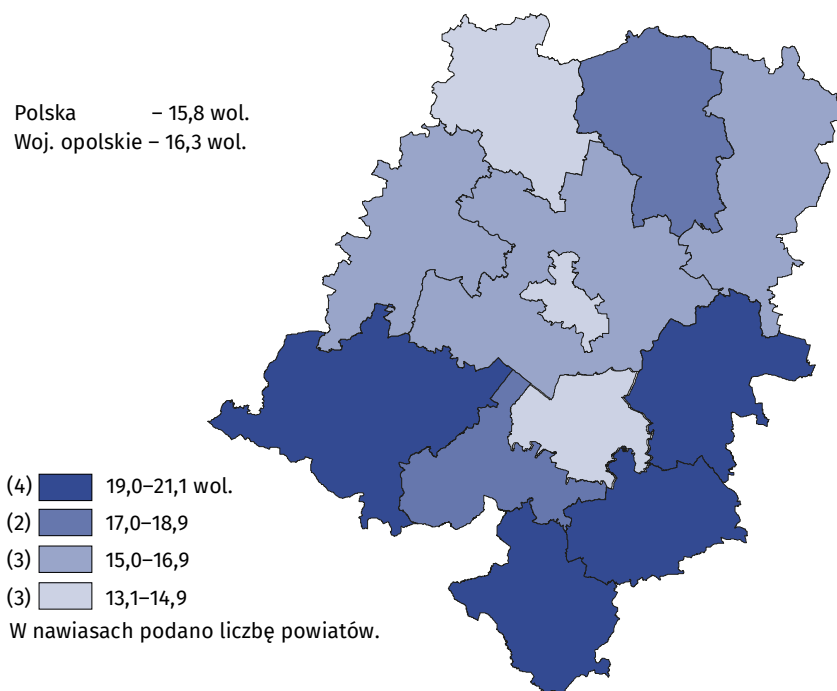 Polska – 15,8 wol.
Woj. opolskie – 16,3 wol.
(4) 19,0–21,1 wol.
(2) 17,0–18,9
(3) 15,0–16,9
(3) 13,1–14,9
W nawiasach podano liczbę powiatów.